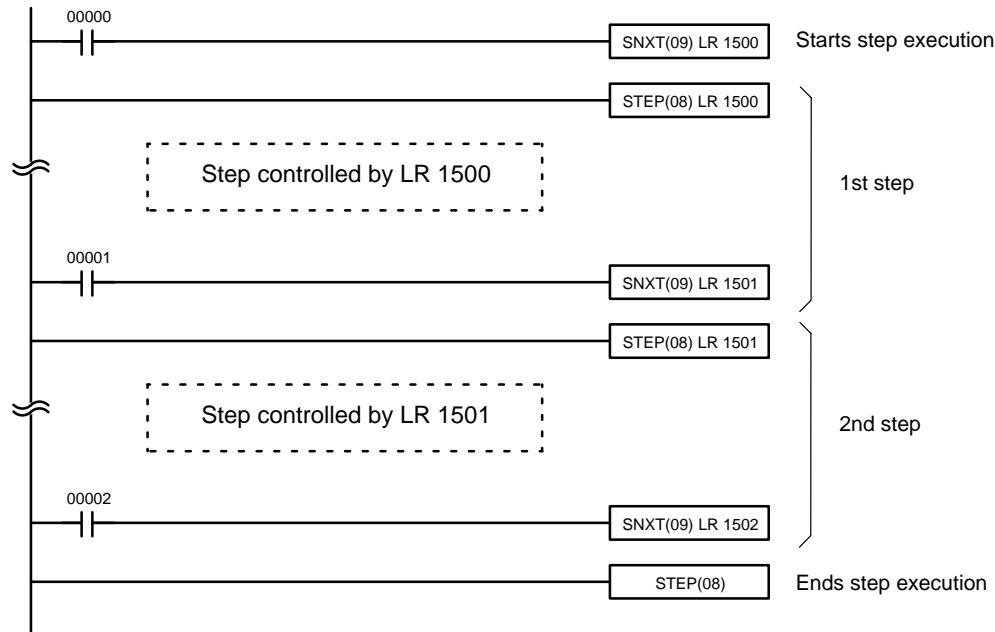 00000
SNXT(09) LR 1500
Starts step execution
STEP(08) LR 1500
Step controlled by LR 1500
1st step
00001
SNXT(09) LR 1501
STEP(08) LR 1501
Step controlled by LR 1501
2nd step
00002
SNXT(09) LR 1502
STEP(08)
Ends step execution